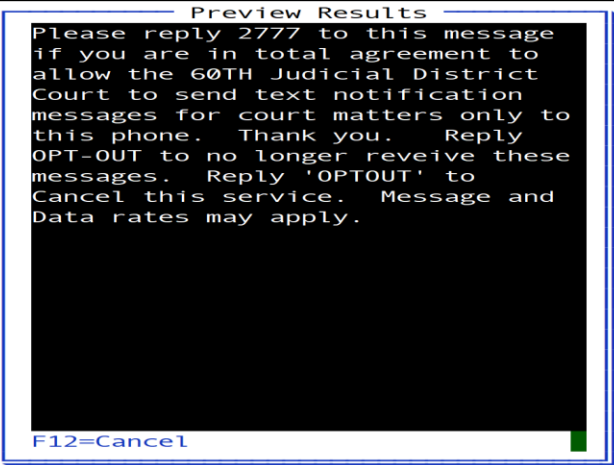 Preview Results
Please reply 2777 to this message
if you are in total agreement to
allow the 60TH Judicial District
Court to send text notification
messages for court matters only to
this phone.  Thank you.   Reply
OPT-OUT to no longer reveive these
messages.  Reply 'OPTOUT' to
Cancel this service.  Message and
Data rates may apply.
F12=Cancel